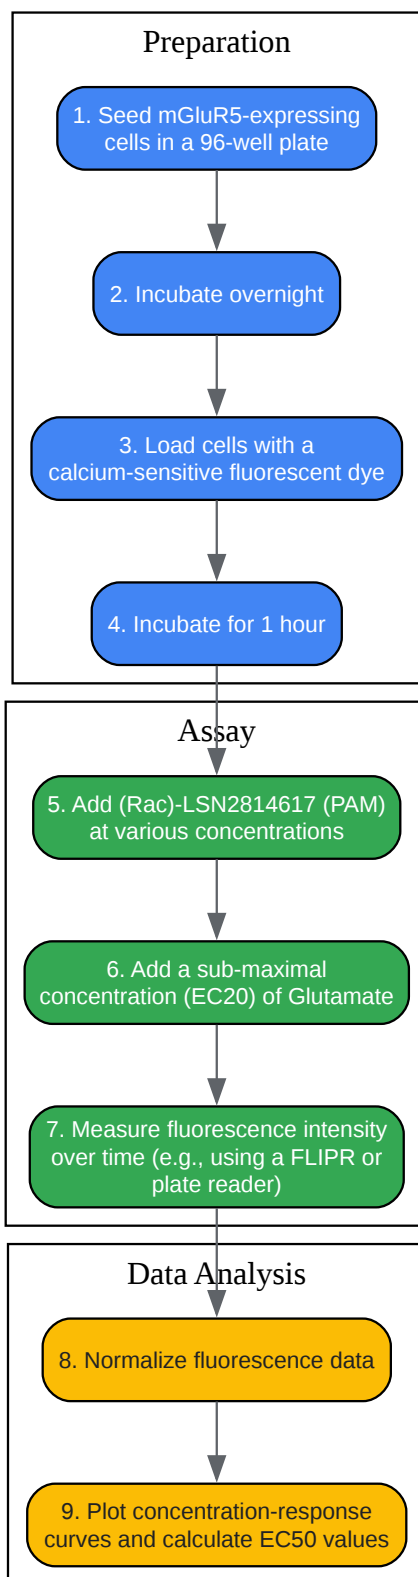 Preparation
1. Seed mGluR5-expressing
cells in a 96-well plate
2. Incubate overnight
3. Load cells with a
calcium-sensitive fluorescent dye
4. Incubate for 1 hour
Assay
5. Add (Rac)-LSN2814617 (PAM)
at various concentrations
6. Add a sub-maximal
concentration (EC20) of Glutamate
7. Measure fluorescence intensity
over time (e.g., using a FLIPR or
plate reader)
Data Analysis
8. Normalize fluorescence data
9. Plot concentration-response
curves and calculate EC50 values